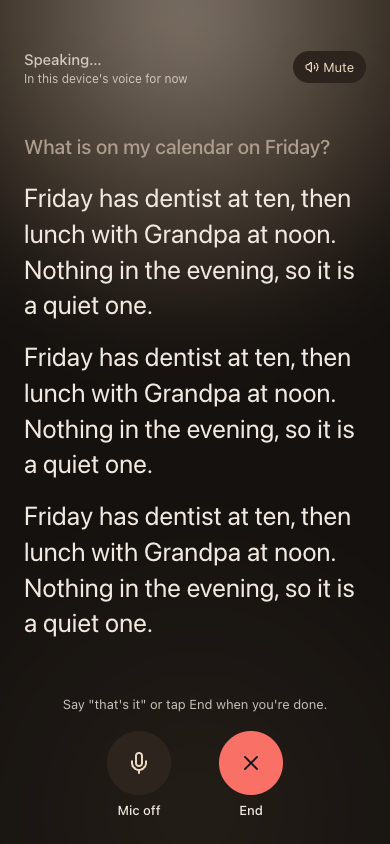 Speaking...
In this device's voice for now
Mute
What is on my calendar on Friday?
Friday has dentist at ten, then
lunch with Grandpa at noon.
Nothing in the evening, so it is
a quiet one.
Friday has dentist at ten, then
lunch with Grandpa at noon.
Nothing in the evening, so it is
a quiet one.
Friday has dentist at ten, then
lunch with Grandpa at noon.
Nothing in the evening, so it is
a quiet one.
Say "that's it" or tap End when you're done.
Mic off
End